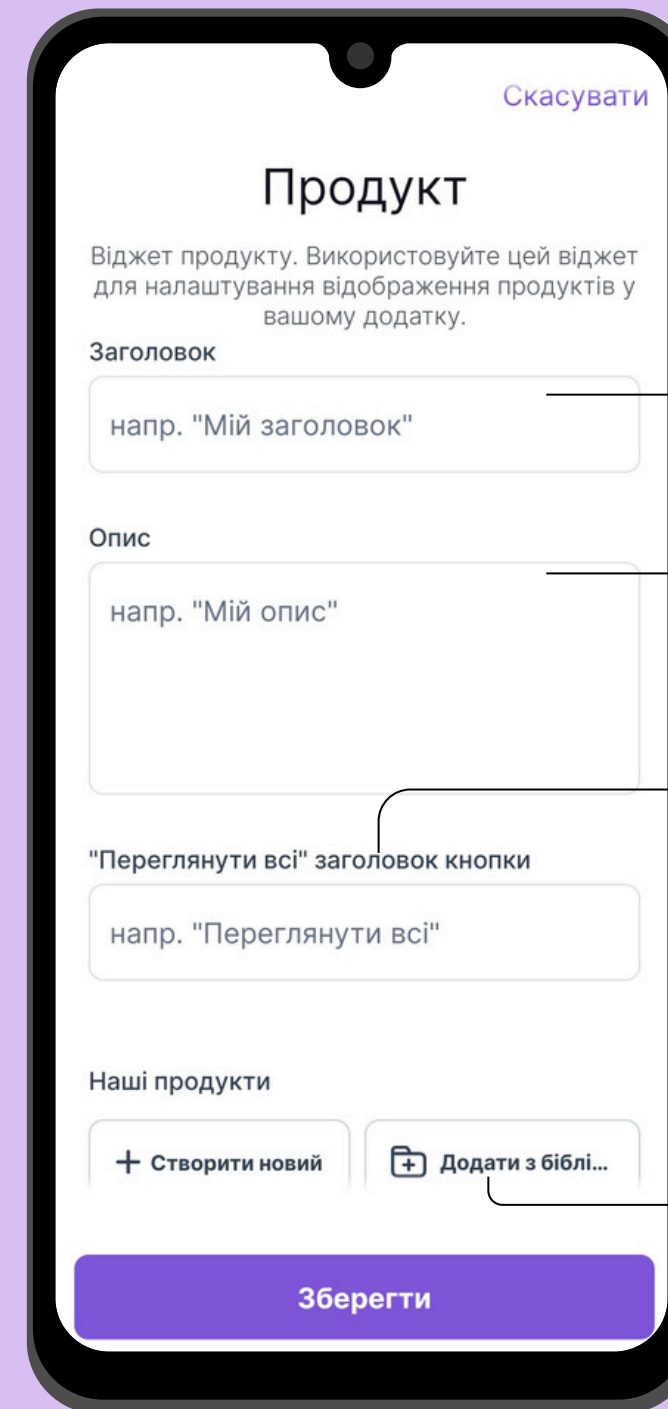 Скасувати
Продукт
Віджет продукту. Використовуйте цей віджет
для налаштування відображення продуктів у
вашому додатку.
Заголовок
напр. "Мій заголовок"
Опис
напр. "Мій опис"
"Переглянути всі" заголовок кнопки
напр. "Переглянути всі"
Наші продукти
+ Створити новий
Додати з біблі...
Зберегти